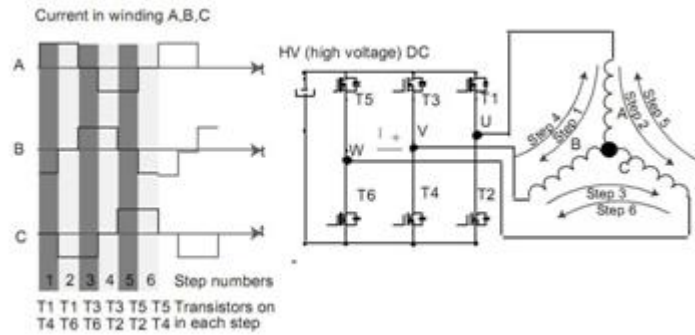 Current in winding A,B,C
HV (high voltage) DC
A
t
B
t
C
t
1 2 3 4 5 6 Step numbers
T1 T1 T3 T3 T5 T5 Transistors on
T4 T6 T6 T2 T2 T4 in each step
T5
T3
T1
U
I +
V
W
T6
T4
T2
A
B
C
Step 4
Step 1
Step 2
Step 5
Step 3
Step 6